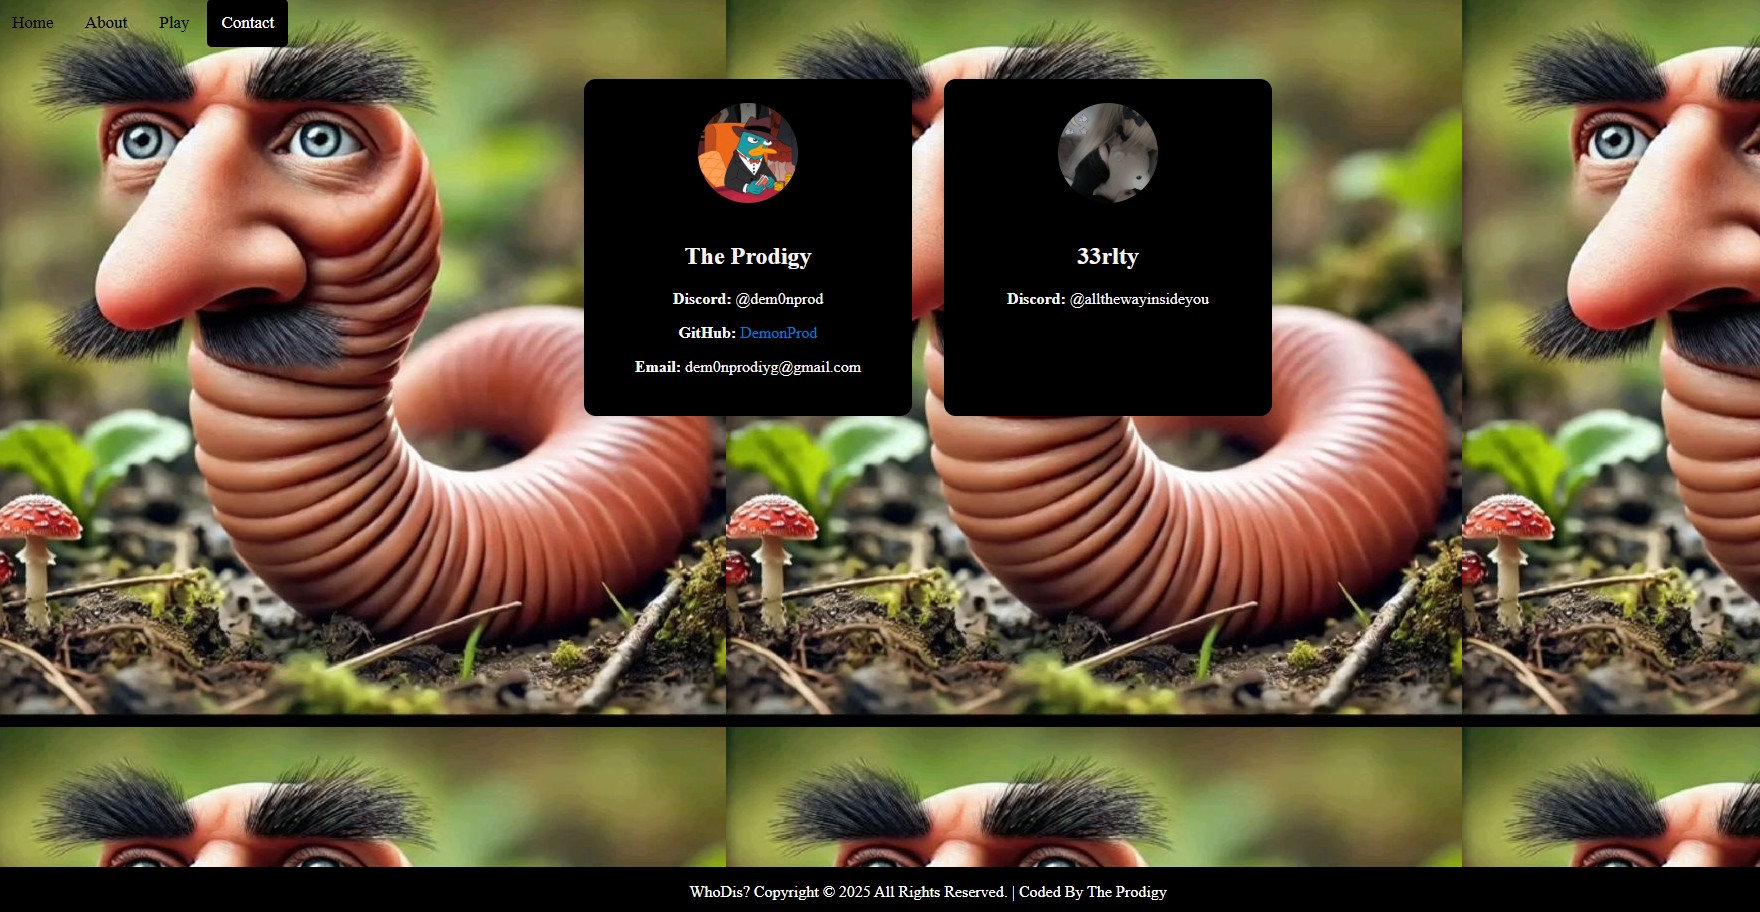 Home About Play Contact
The Prodigy
Discord: @dem0nprod
GitHub: DemonProd
Email: dem0nprodiyg@gmail.com
33rlty
Discord: @allthewayinsideyou
WhoDis? Copyright © 2025 All Rights Reserved. | Coded By The Prodigy